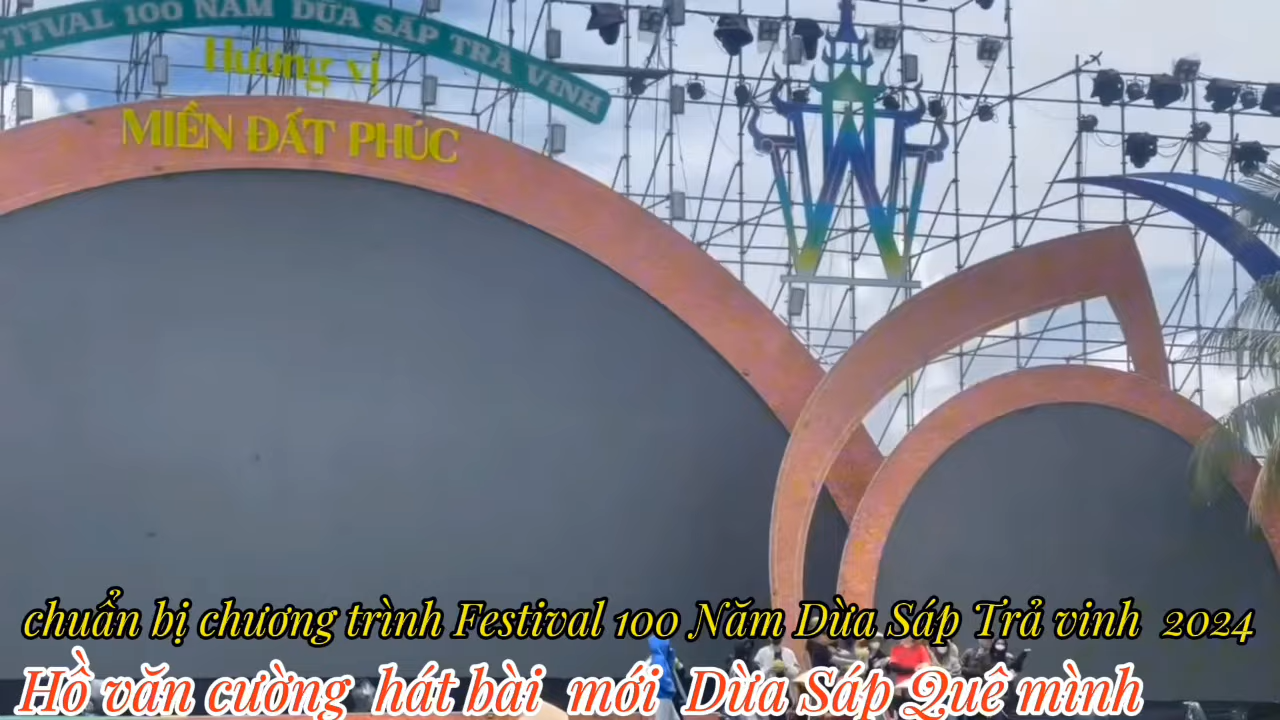 STIVAL 100 NĂM DỪA SÁP TRÀ VINH
Hương vị
MIỀN ĐẤT PHÚC
chuẩn bị chương trình Festival 100 Năm Dừa Sáp Trả vinh 2024
Hồ văn cường hát bài mới Dừa Sáp Quê mình